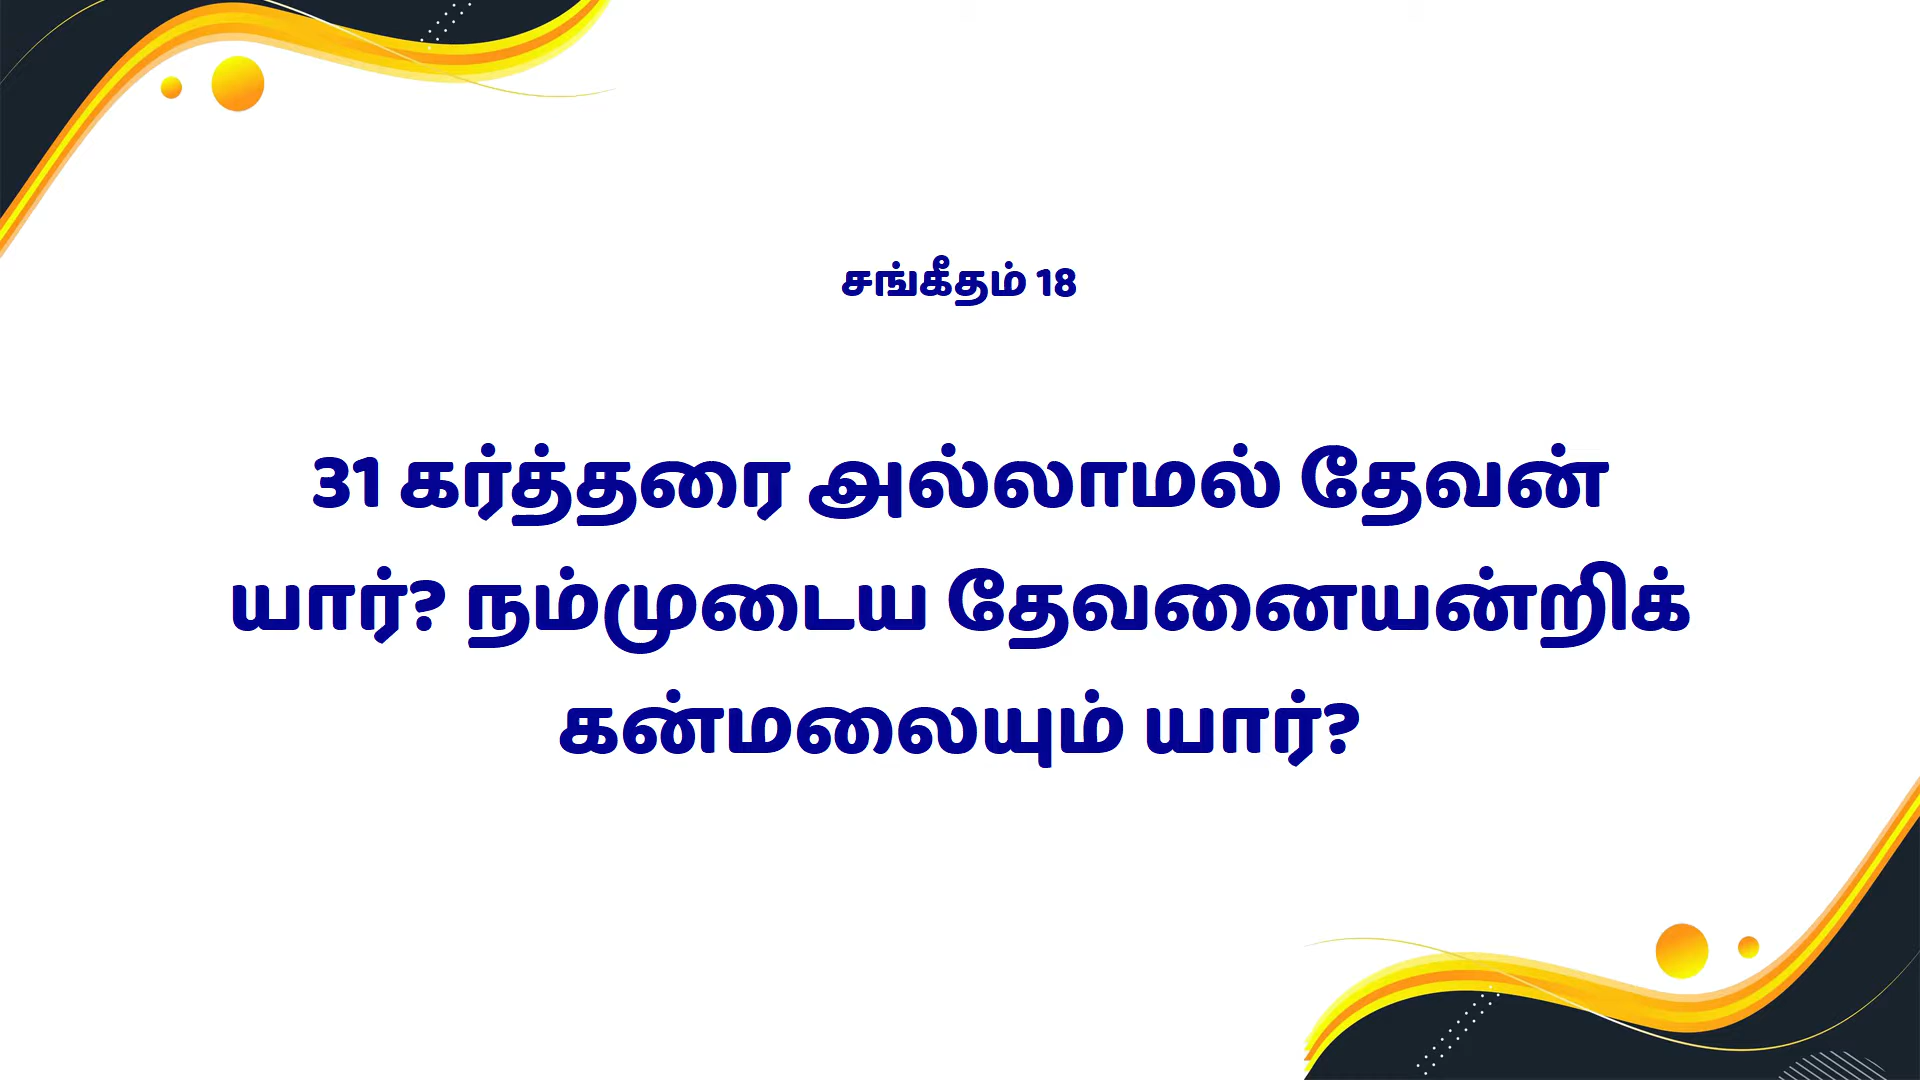 சங்கீதம் 18
31 கர்த்தரை அல்லாமல் தேவன்
யார்? நம்முடைய தேவனையன்றிக்
கன்மலையும் யார்?